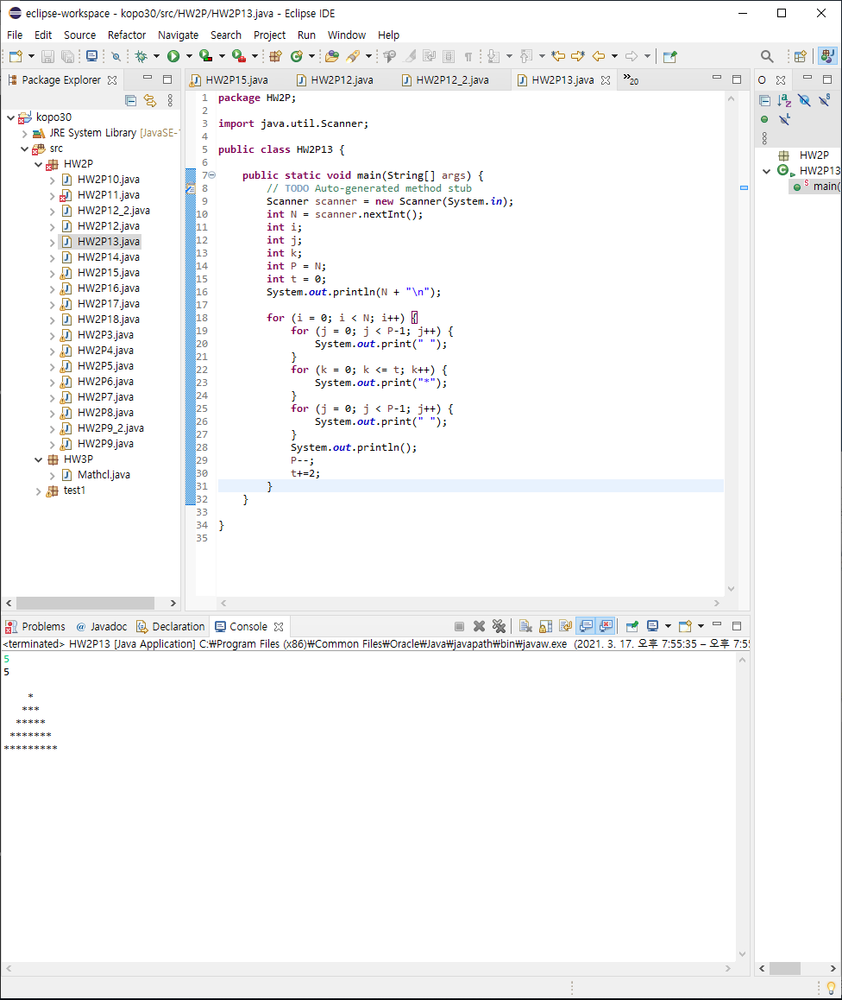 eclipse-workspace - kopo30/src/HW2P/HW2P13.java - Eclipse IDE
File Edit Source Refactor Navigate Search Project Run Window Help
Package Explorer
kopo30
JRE System Library [JavaSE-1
src
HW2P
HW2P10.java
HW2P11.java
HW2P12_2.java
HW2P12.java
HW2P13.java
HW2P14.java
HW2P15.java
HW2P16.java
HW2P17.java
HW2P18.java
HW2P3.java
HW2P4.java
HW2P5.java
HW2P6.java
HW2P7.java
HW2P8.java
HW2P9_2.java
HW2P9.java
HW3P
Mathcl.java
test1
HW2P15.java HW2P12.java HW2P12_2.java HW2P13.java »20
1 package HW2P;
2
3 import java.util.Scanner;
4
5 public class HW2P13 {
6
7 public static void main(String[] args) {
8 // TODO Auto-generated method stub
9 Scanner scanner = new Scanner(System.in);
10 int N = scanner.nextInt();
11 int i;
12 int j;
13 int k;
14 int P = N;
15 int t = 0;
16 System.out.println(N + "\n");
17
18 for (i = 0; i < N; i++) {
19 for (j = 0; j < P-1; j++) {
20 System.out.print(" ");
21 }
22 for (k = 0; k <= t; k++) {
23 System.out.print("*");
24 }
25 for (j = 0; j < P-1; j++) {
26 System.out.print(" ");
27 }
28 System.out.println();
29 P--;
30 t+=2;
31 }
32 }
33
34 }
35
O
HW2P
HW2P13
main(
Problems @ Javadoc Declaration Console
<terminated> HW2P13 [Java Application] C:₩Program Files (x86)₩Common Files₩Oracle₩Java₩javapath₩bin₩javaw.exe (2021. 3. 17. 오후 7:55:35 – 오후 7:55
5
5
*
***
*****
*******
*********